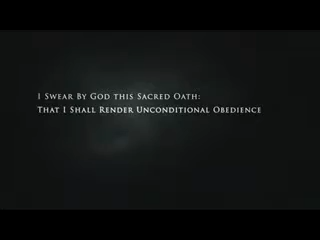 I Swear By God this Sacred Oath:
That I Shall Render Unconditional Obedience